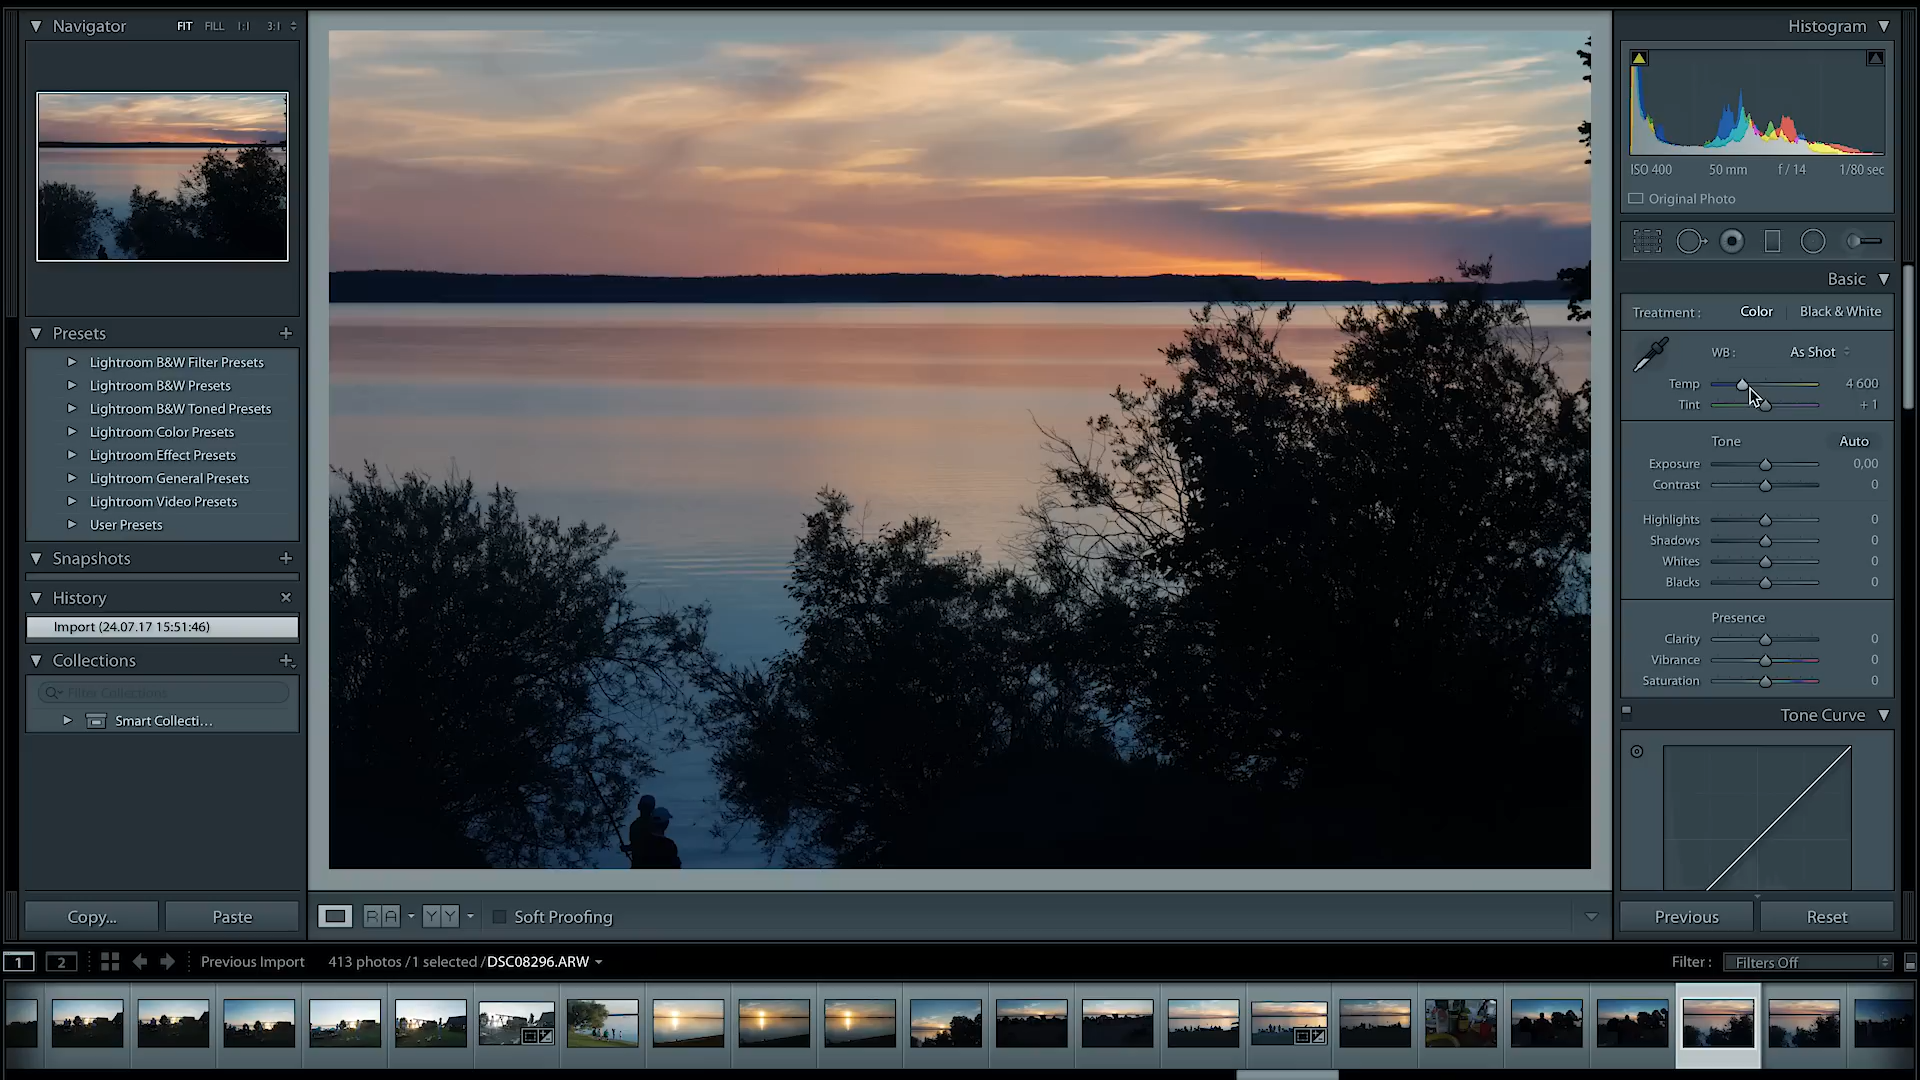 Navigator
FIT FILL 1:1 3:1
Presets
Lightroom B&W Filter Presets
Lightroom B&W Presets
Lightroom B&W Toned Presets
Lightroom Color Presets
Lightroom Effect Presets
Lightroom General Presets
Lightroom Video Presets
User Presets
Snapshots
History
Import (24.07.17 15:51:46)
Collections
Filter Collections
Smart Collecti...
Copy... Paste
R A Y Y Soft Proofing
Histogram
ISO 400 50 mm f / 14 1/80 sec
Original Photo
Basic
Treatment : Color Black & White
WB : As Shot
Temp 4 600
Tint + 1
Tone Auto
Exposure 0,00
Contrast 0
Highlights 0
Shadows 0
Whites 0
Blacks 0
Presence
Clarity 0
Vibrance 0
Saturation 0
Tone Curve
Previous Reset
1 2 Previous Import 413 photos /1 selected /DSC08296.ARW Filter : Filters Off